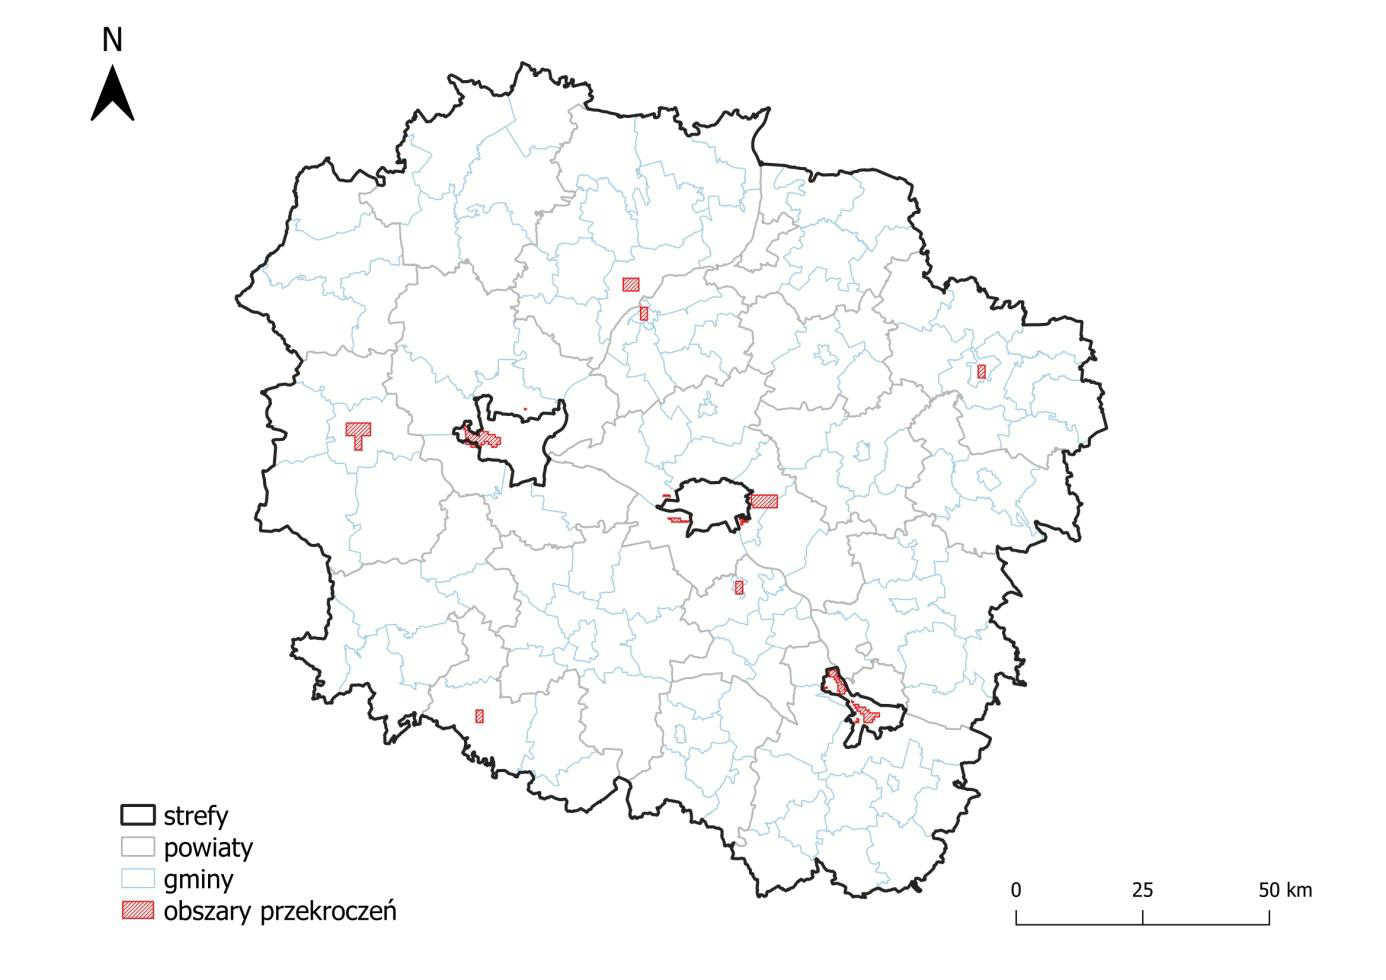 N
strefy
powiaty
gminy
obszary przekroczeń
0 25 50 km